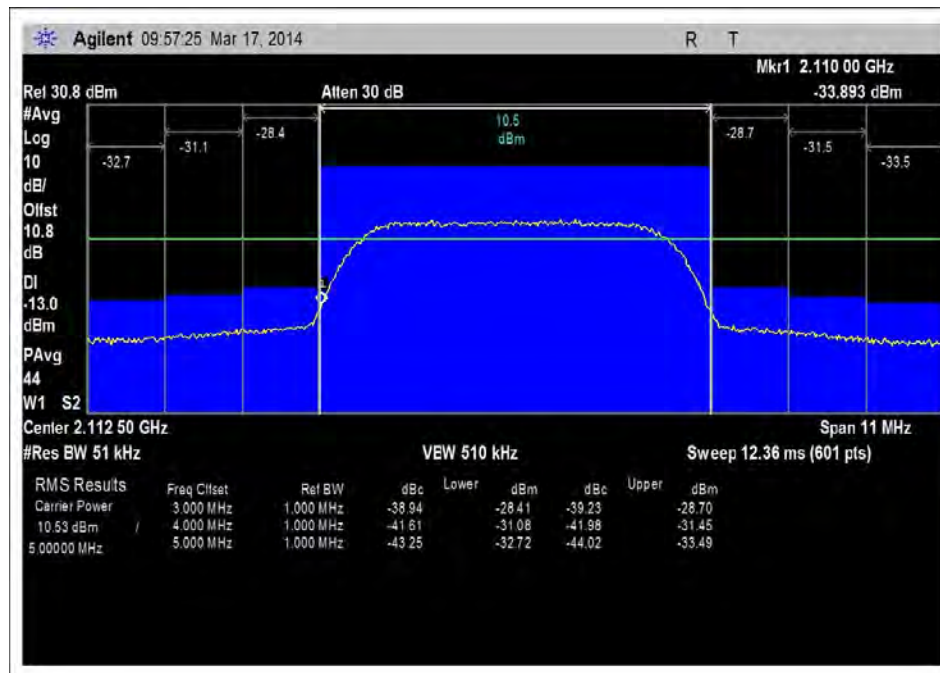 Agilent 09:57:25 Mar 17, 2014 R T
Mkr1 2.110 00 GHz
Ref 30.8 dBm Atten 30 dB -33.893 dBm
#Avg
Log
10
dB/
Offst
10.8
dB
DI
-13.0
dBm
PAvg
44
W1 S2
-32.7 -31.1 -28.4 10.5 -28.7 -31.5 -33.5
dBm
1
Center 2.112 50 GHz Span 11 MHz
#Res BW 51 kHz VBW 510 kHz Sweep 12.36 ms (601 pts)
RMS Results Freq Offset Ref BW dBc Lower dBm dBc Upper dBm
Carrier Power 3.000 MHz 1.000 MHz -38.94 -28.41 -39.23 -28.70
10.53 dBm / 4.000 MHz 1.000 MHz -41.61 -31.08 -41.98 -31.45
5.00000 MHz 5.000 MHz 1.000 MHz -43.25 -32.72 -44.02 -33.49